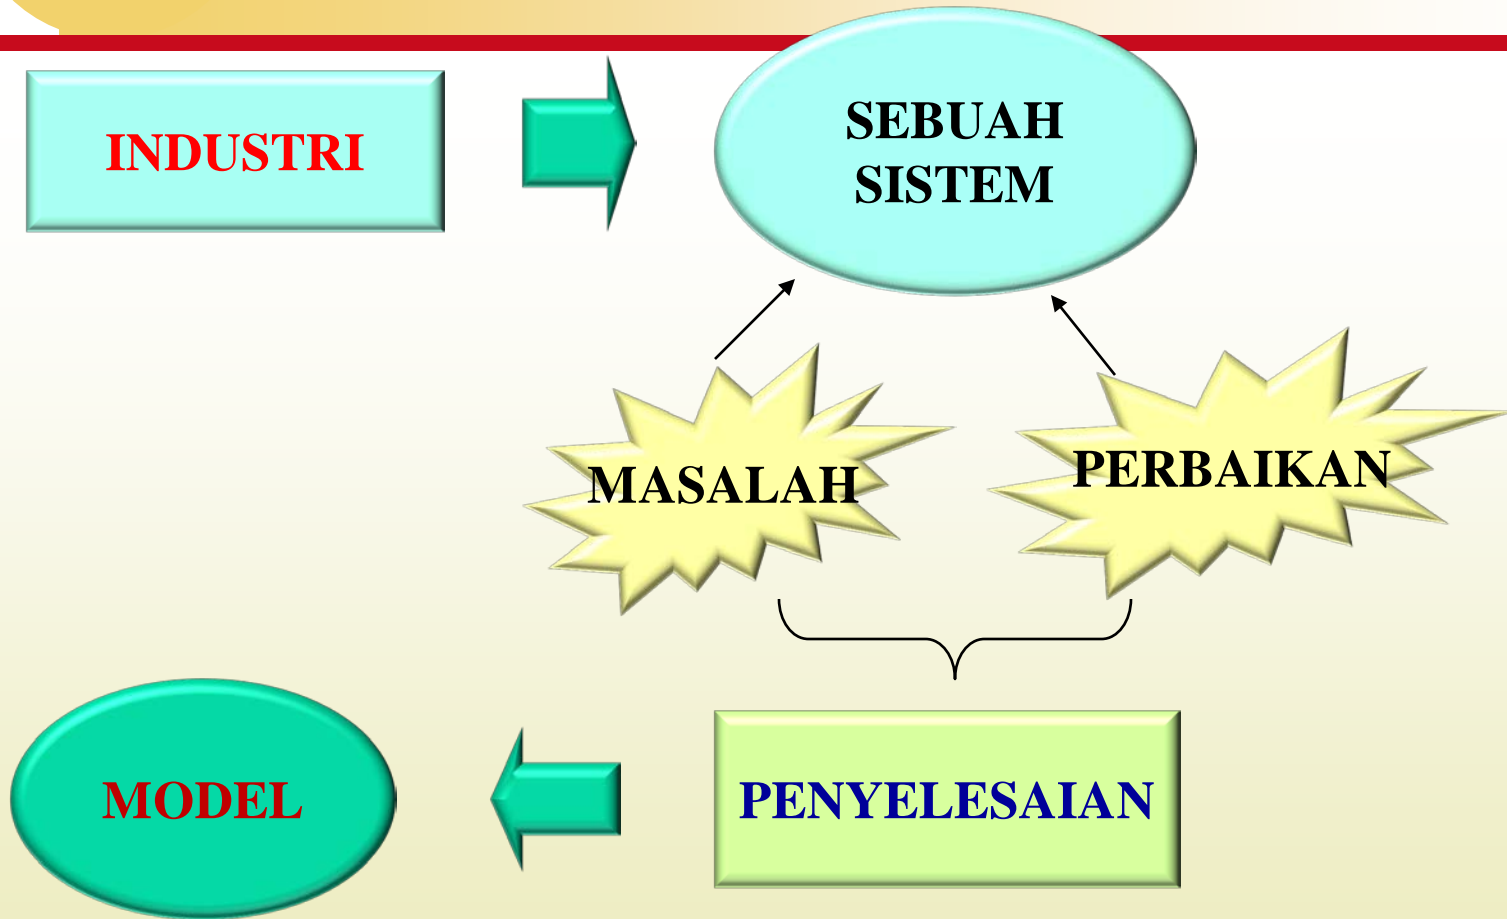 INDUSTRI
SEBUAH
SISTEM
MASALAH
PERBAIKAN
MODEL
PENYELESAIAN